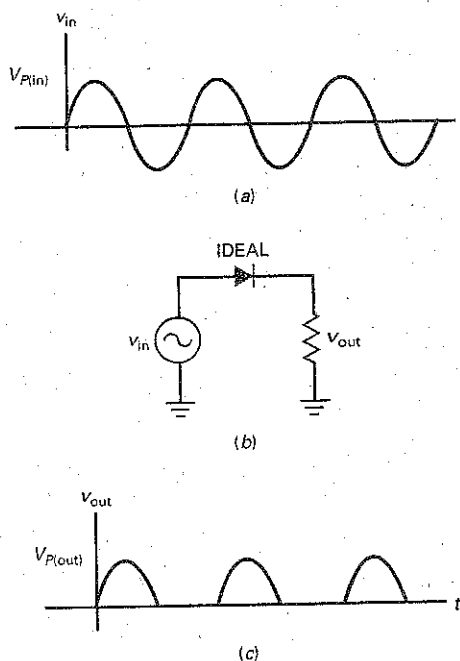 v_in
V_P(in)
(a)
IDEAL
v_in
v_out
(b)
v_out
V_P(out)
t
(c)